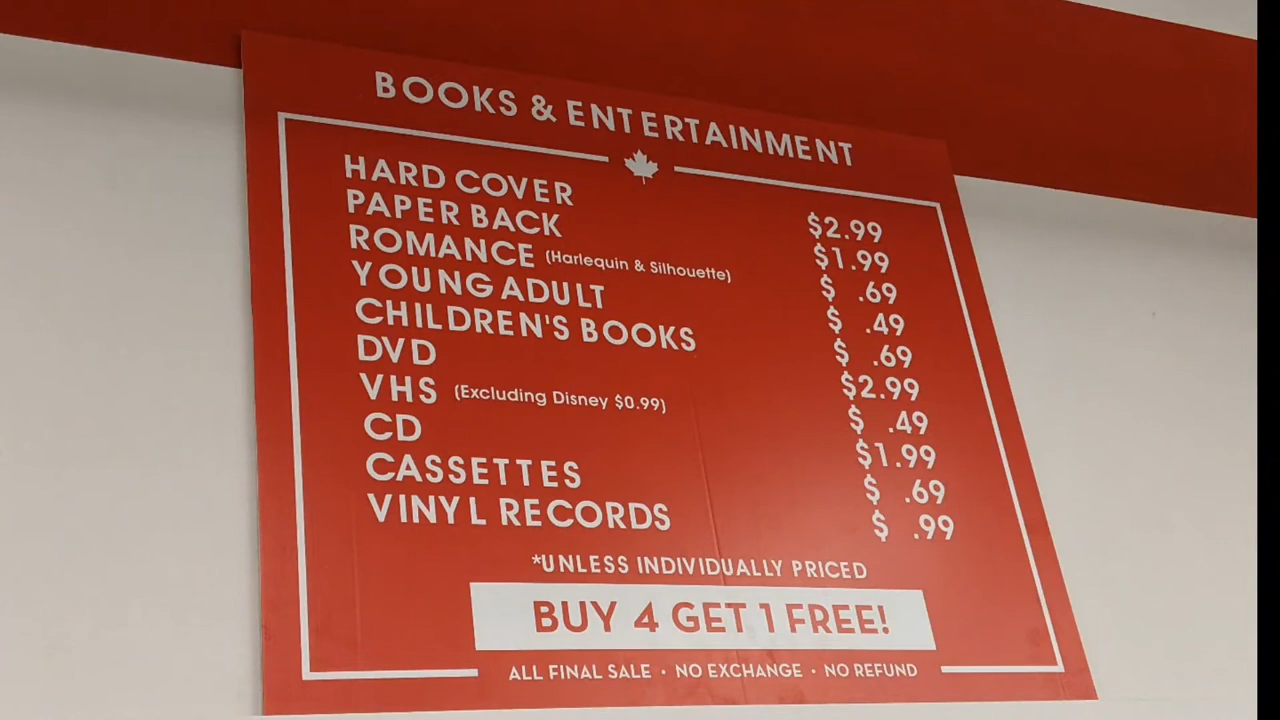 BOOKS & ENTERTAINMENT
HARD COVER $2.99
PAPER BACK $1.99
ROMANCE (Harlequin & Silhouette) $ .69
YOUNG ADULT $ .49
CHILDREN'S BOOKS $ .69
DVD $2.99
VHS (Excluding Disney $0.99) $ .49
CD $1.99
CASSETTES $ .69
VINYL RECORDS $ .99
*UNLESS INDIVIDUALLY PRICED
BUY 4 GET 1 FREE!
ALL FINAL SALE · NO EXCHANGE · NO REFUND